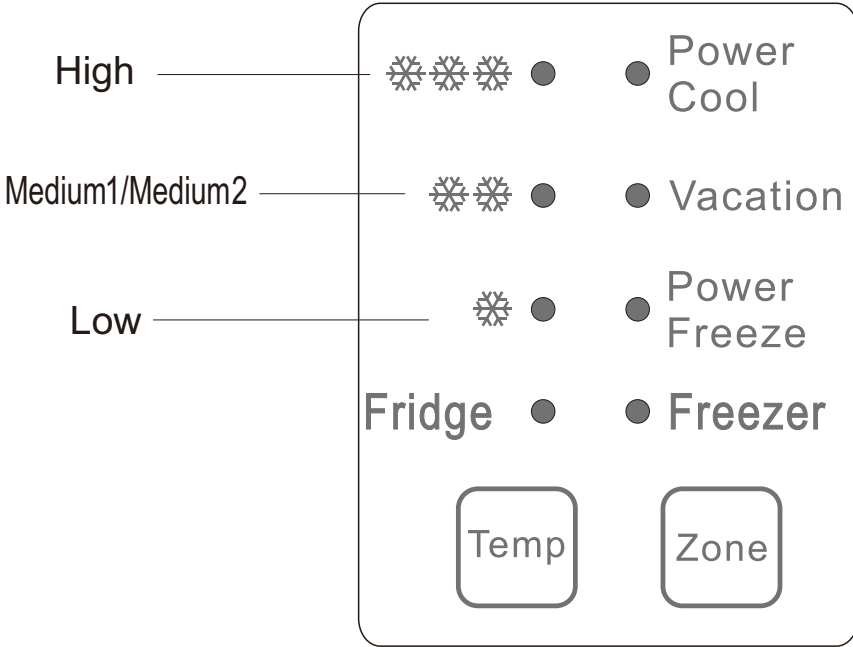 High
Power
Cool
Medium1/Medium2
Vacation
Low
Power
Freeze
Fridge
Freezer
Temp
Zone